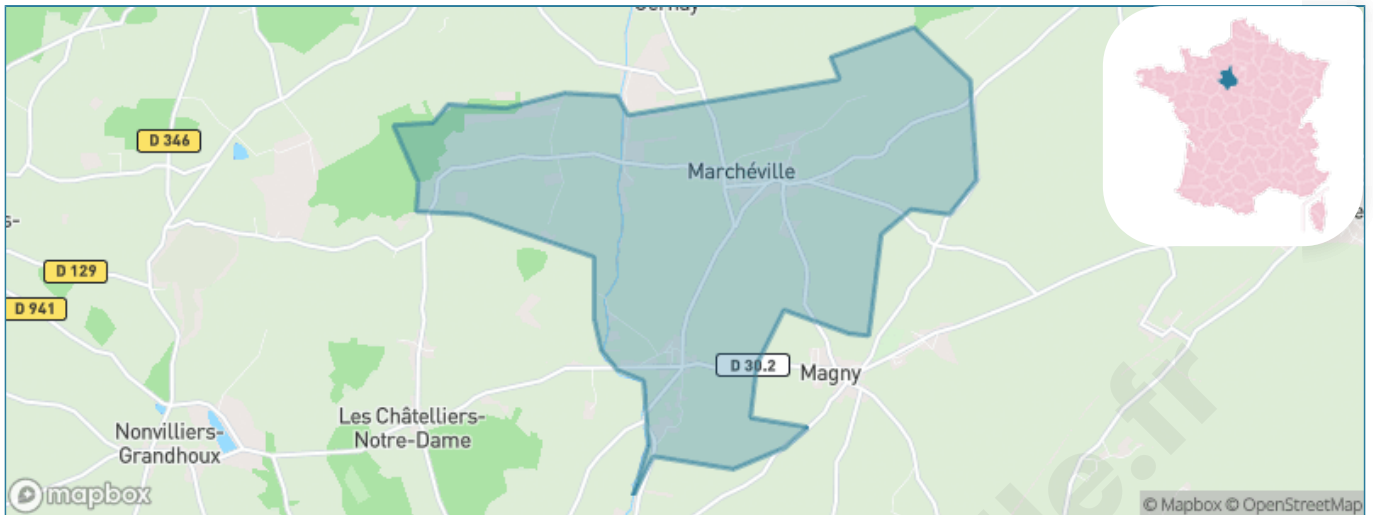 D 346
Marchéville
D 129
D 941
D 30.2
Magny
Les Châtelliers-
Notre-Dame
Nonvilliers-
Grandhoux
mapbox
© Mapbox © OpenStreetMap